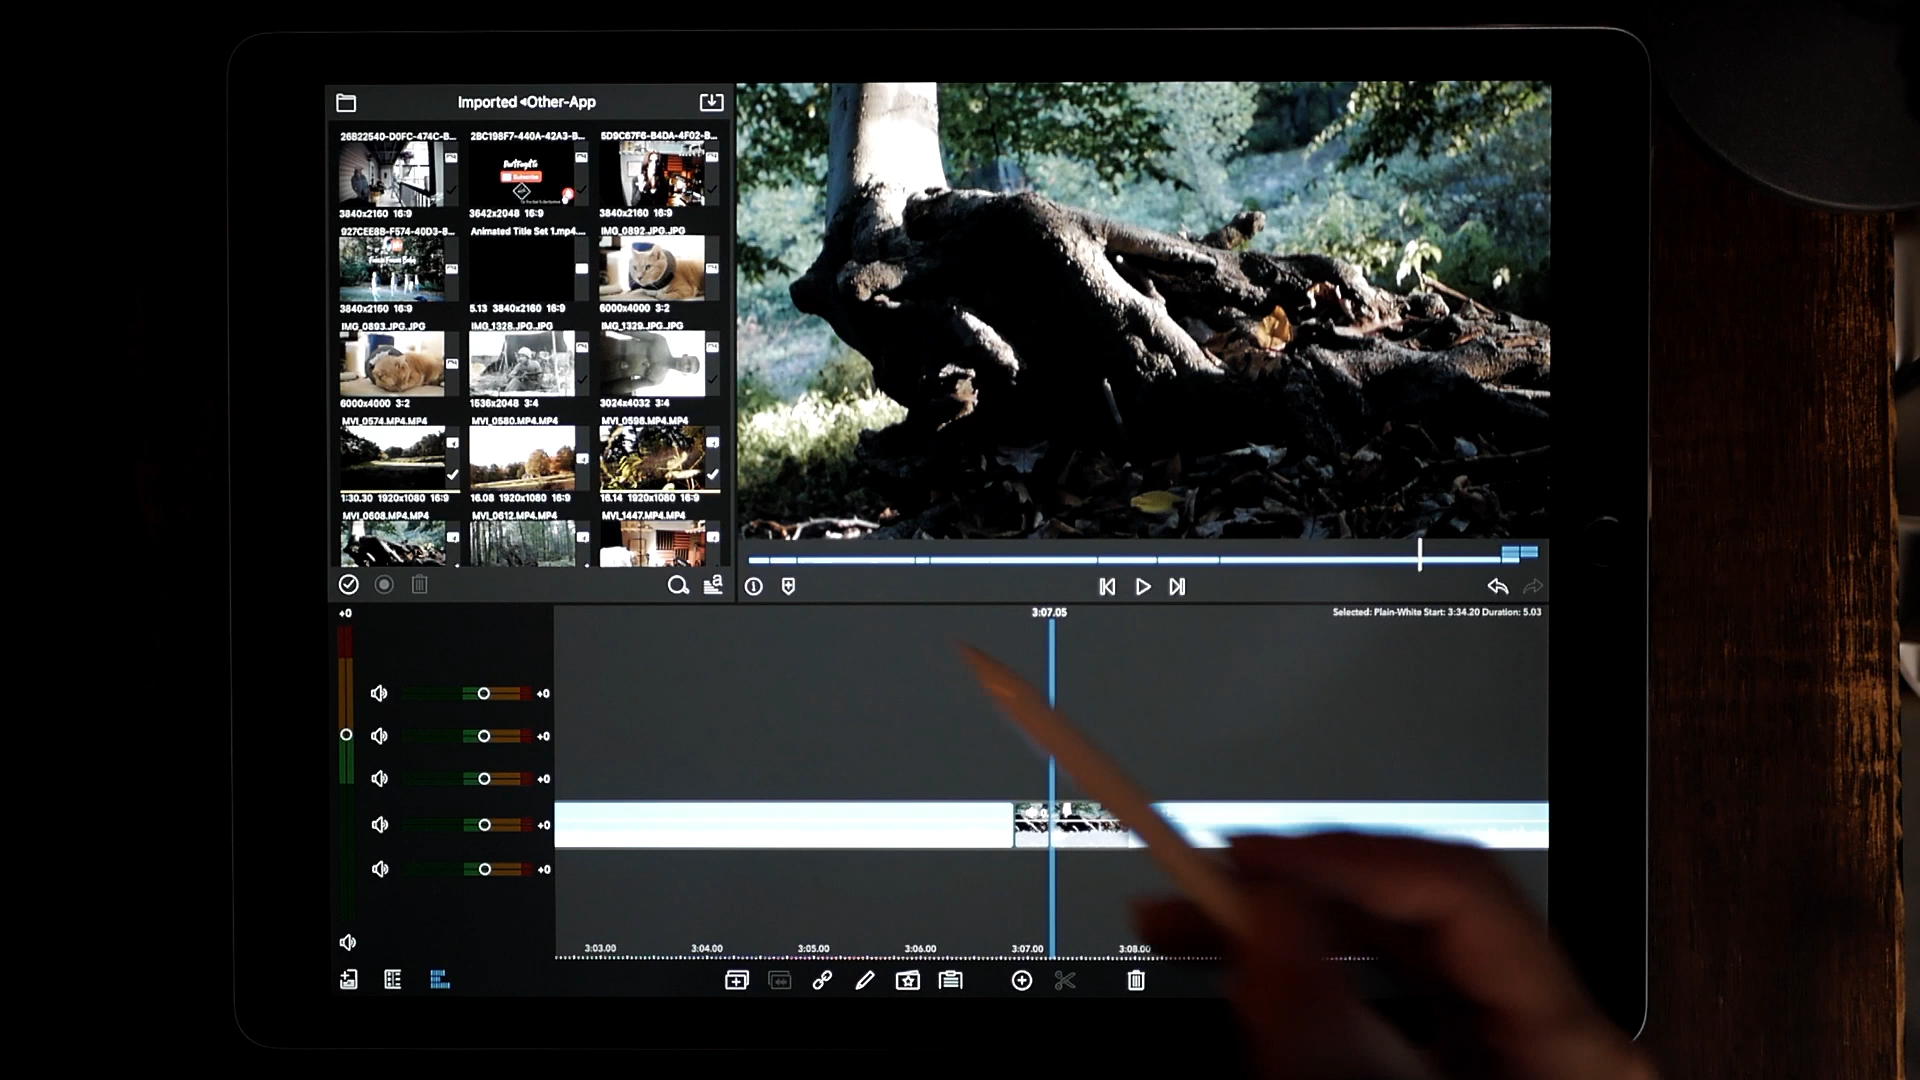 Imported ◂Other-App
26B22540-D0FC-474C-B...
2BC198F7-440A-42A3-B...
5D9C67F6-B4DA-4F02-B...
Subscribe
3840x2160 16:9
3642x2048 16:9
3840x2160 16:9
927CEE8B-F574-40D3-8...
Animated Title Set 1.mp4....
IMG_0892.JPG.JPG
3840x2160 16:9
5.13 3840x2160 16:9
6000x4000 3:2
IMG_0893.JPG.JPG
IMG_1328.JPG.JPG
IMG_1329.JPG.JPG
6000x4000 3:2
1536x2048 3:4
3024x4032 3:4
MVI_0574.MP4.MP4
MVI_0580.MP4.MP4
MVI_0598.MP4.MP4
1:30.30 1920x1080 16:9
16.08 1920x1080 16:9
16.14 1920x1080 16:9
MVI_0608.MP4.MP4
MVI_0612.MP4.MP4
MVI_1447.MP4.MP4
+0
3:07.05
Selected: Plain-White Start: 3:34.20 Duration: 5.03
+0
+0
+0
+0
+0
3:03.00
3:04.00
3:05.00
3:06.00
3:07.00
3:08.00